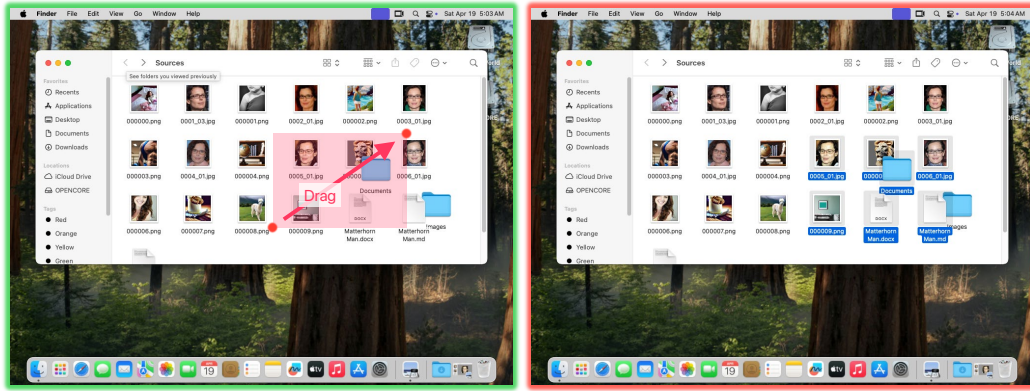 Finder File Edit View Go Window Help
Sat Apr 19 5:03 AM
Sources
See folders you viewed previously
Favorites
Recents
Applications
Desktop
Documents
Downloads
Locations
iCloud Drive
OPENCORE
Tags
Red
Orange
Yellow
Green
000000.png 0001_03.jpg 000001.png 0002_01.jpg 000002.png 0003_01.jpg
000003.png 0004_01.jpg 000004.png 0005_01.jpg 00000 0006_01.jpg
Documents
Drag
000006.png 000007.png 000008.png 000009.png Matterhorn Man.docx Matterhorn Man.md
DOCX
Images
19
tv
Finder File Edit View Go Window Help
Sat Apr 19 5:04 AM
Sources
Favorites
Recents
Applications
Desktop
Documents
Downloads
Locations
iCloud Drive
OPENCORE
Tags
Red
Orange
Yellow
Green
000000.png 0001_03.jpg 000001.png 0002_01.jpg 000002.png 0003_01.jpg
000003.png 0004_01.jpg 000004.png 0005_01.jpg 00000 0006_01.jpg
Documents
000006.png 000007.png 000008.png 000009.png Matterhorn Man.docx Matterhorn Man.md
DOCX
Images
19
tv